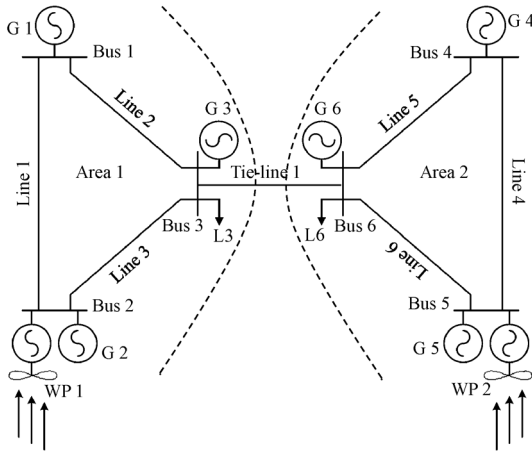 G 1
G 4
Bus 1
Bus 4
Line 2
G 3
G 6
Line 5
Line 1
Area 1
Tie-line 1
Area 2
Line 4
Bus 3
L3
L6
Bus 6
Line 3
Line 6
Bus 2
Bus 5
G 2
G 5
WP 1
WP 2